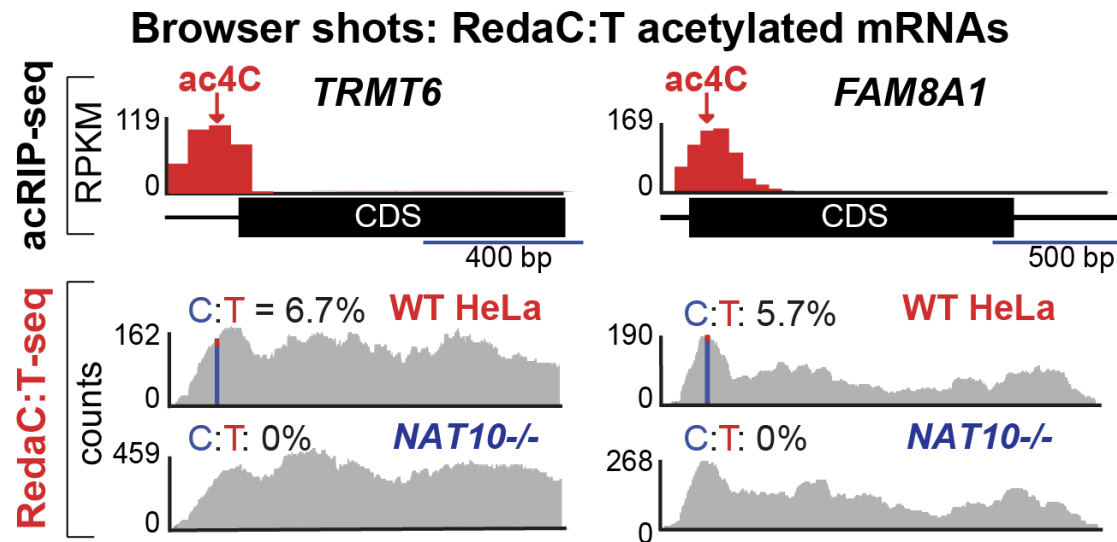 Browser shots: RedaC:T acetylated mRNAs
acRIP-seq
RPKM
ac4C
TRMT6
119
0
CDS
400 bp
ac4C
FAM8A1
169
0
CDS
500 bp
RedaC:T-seq
counts
C:T = 6.7% WT HeLa
162
0
C:T: 0% NAT10-/-
459
0
C:T: 5.7% WT HeLa
190
0
C:T: 0% NAT10-/-
268
0